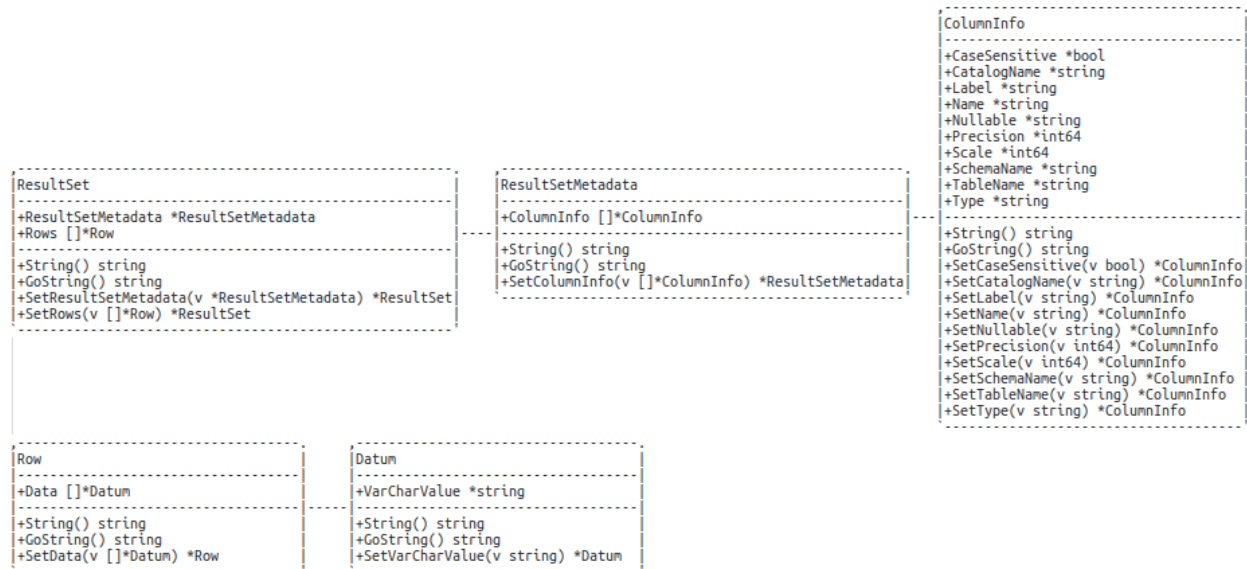 ColumnInfo
+CaseSensitive *bool
+CatalogName *string
+Label *string
+Name *string
+Nullable *string
+Precision *int64
+Scale *int64
+SchemaName *string
+TableName *string
+Type *string
+String() string
+GoString() string
+SetCaseSensitive(v bool) *ColumnInfo
+SetCatalogName(v string) *ColumnInfo
+SetLabel(v string) *ColumnInfo
+SetName(v string) *ColumnInfo
+SetNullable(v string) *ColumnInfo
+SetPrecision(v int64) *ColumnInfo
+SetScale(v int64) *ColumnInfo
+SetSchemaName(v string) *ColumnInfo
+SetTableName(v string) *ColumnInfo
+SetType(v string) *ColumnInfo
ResultSet
+ResultSetMetadata *ResultSetMetadata
+Rows []*Row
+String() string
+GoString() string
+SetResultSetMetadata(v *ResultSetMetadata) *ResultSet
+SetRows(v []*Row) *ResultSet
ResultSetMetadata
+ColumnInfo []*ColumnInfo
+String() string
+GoString() string
+SetColumnInfo(v []*ColumnInfo) *ResultSetMetadata
Row
+Data []*Datum
+String() string
+GoString() string
+SetData(v []*Datum) *Row
Datum
+VarCharValue *string
+String() string
+GoString() string
+SetVarCharValue(v string) *Datum